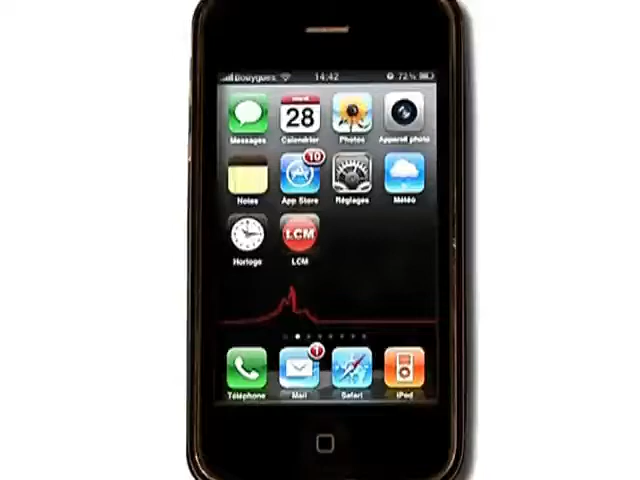 Bouygues 14:42 72%
28
Messages Calendrier Photos Appareil photo
10
Notes App Store Réglages Météo
LCM
Horloge LCM
1
Téléphone Mail Safari iPod